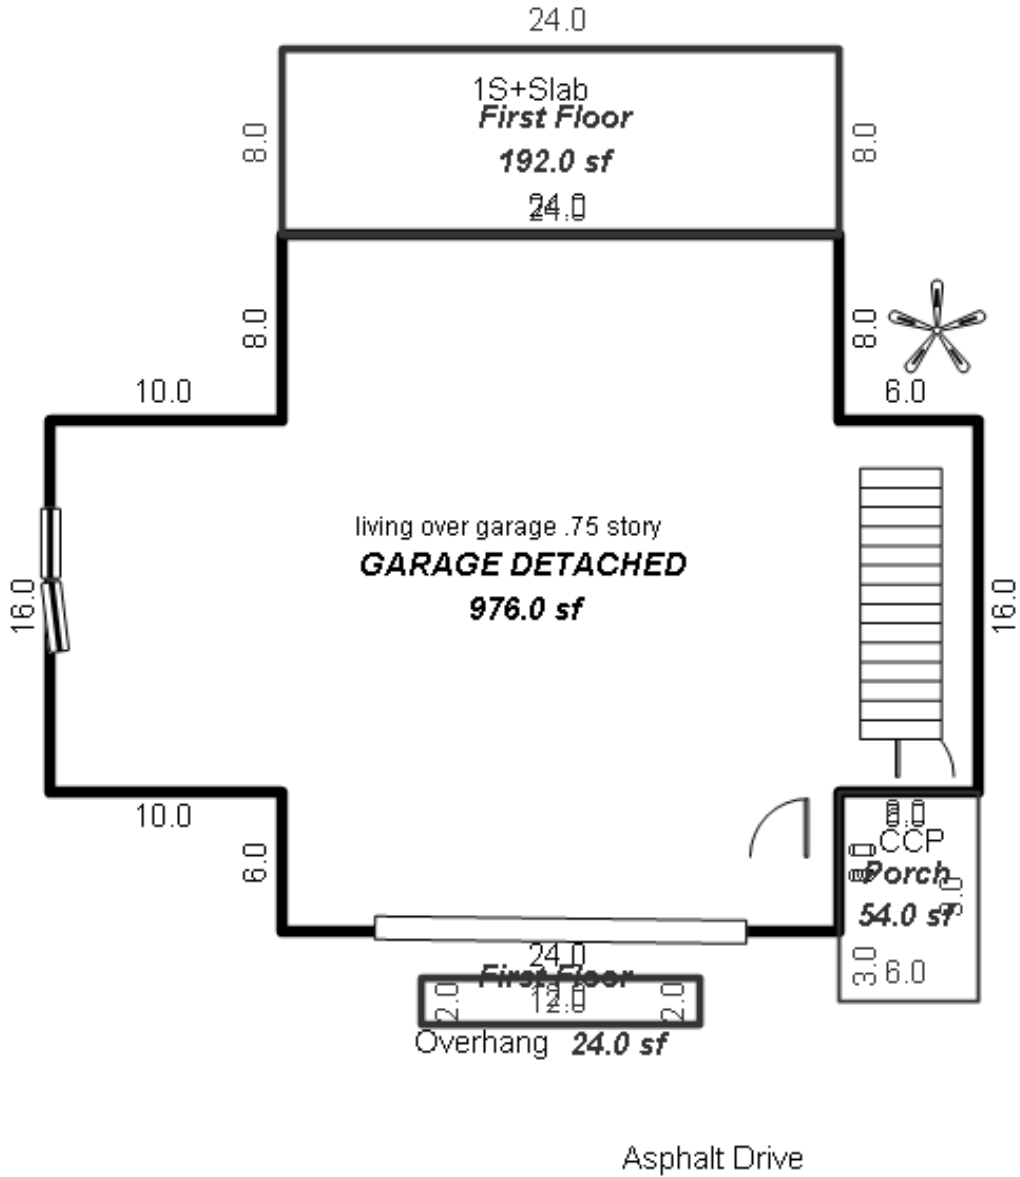 24.0
1S+Slab
First Floor
8.0
8.0
192.0 sf
24.0
8.0
8.0
10.0
6.0
living over garage .75 story
GARAGE DETACHED
976.0 sf
16.0
16.0
10.0
CCP
6.0
Porch
54.0 sf
24.0
3.0
6.0
First Floor
2.0
12.0
2.0
Overhang 24.0 sf
Asphalt Drive